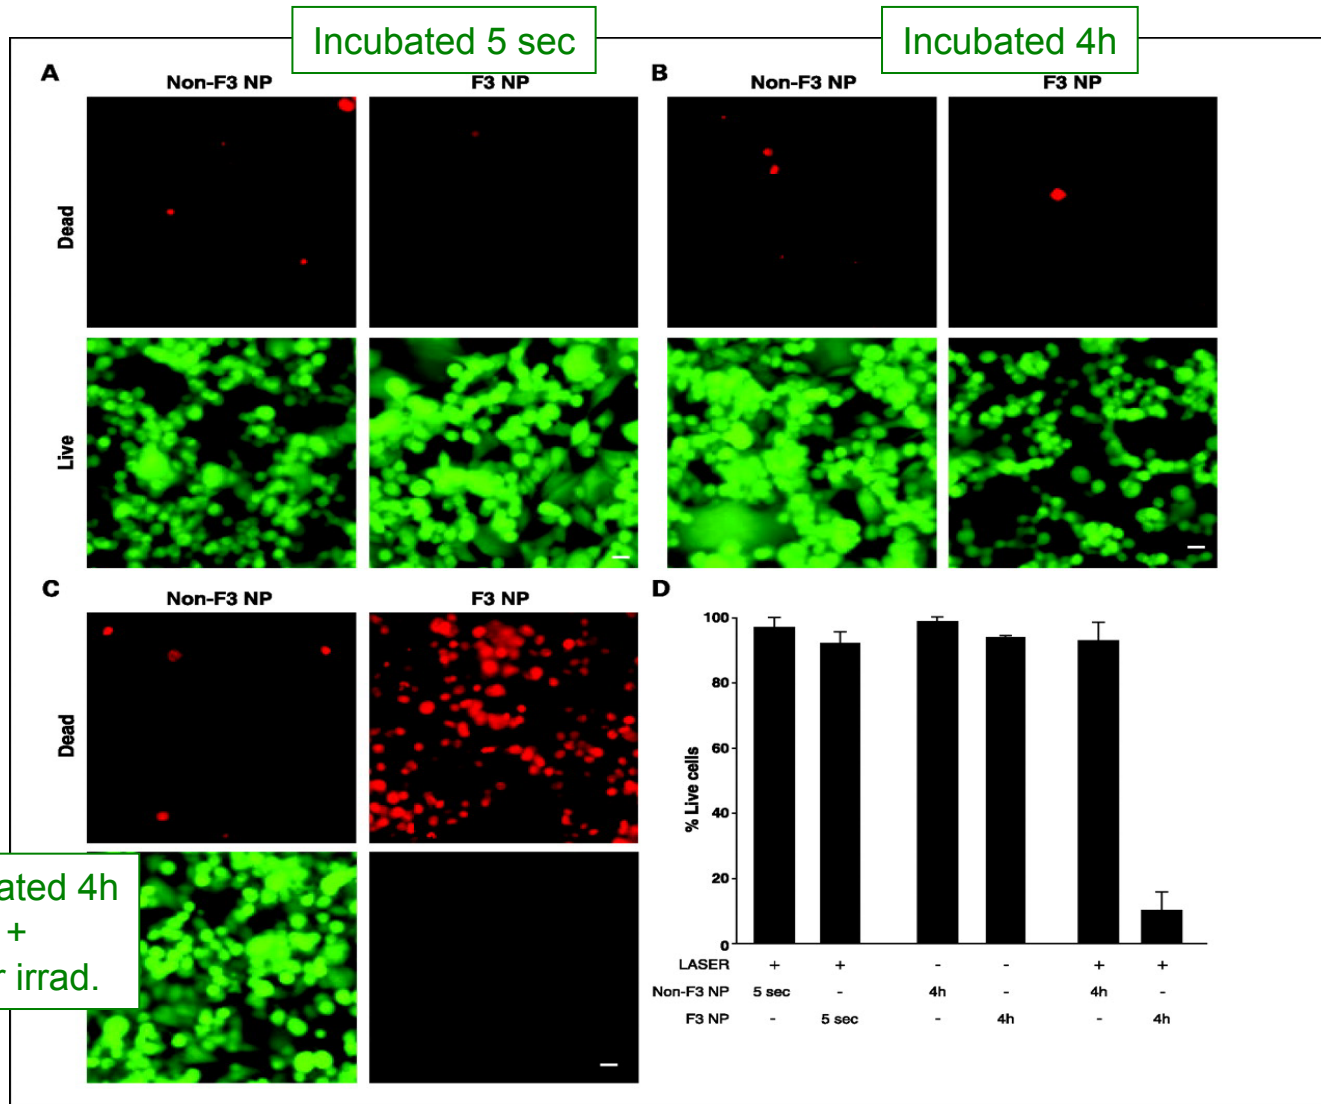 Incubated 5 sec
Incubated 4h
A
Non-F3 NP
F3 NP
B
Non-F3 NP
F3 NP
Dead
Live
C
Non-F3 NP
F3 NP
D
Dead
ated 4h
+
r irrad.
% Live cells
100
80
60
40
20
0
LASER + + - - + +
Non-F3 NP 5 sec - 4h - 4h -
F3 NP - 5 sec - 4h - 4h